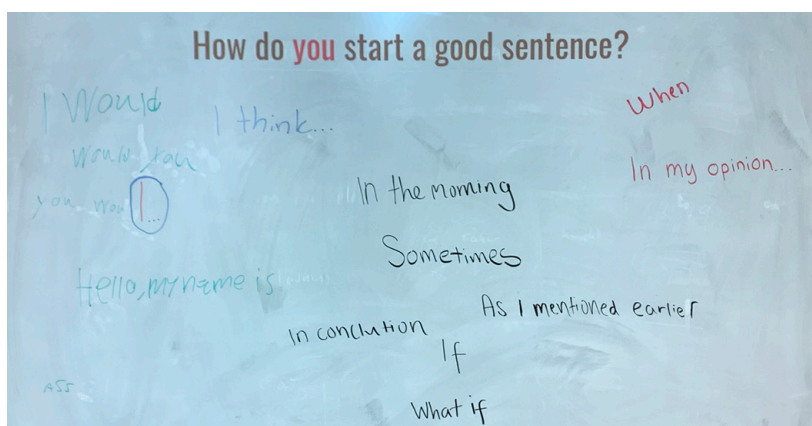 How do you start a good sentence?
I Would
I think...
When
Would you
In my opinion...
you
I...
In the morning
Sometimes
Hello, my name is
As I mentioned earlier
In conclution
If
ASS
What if